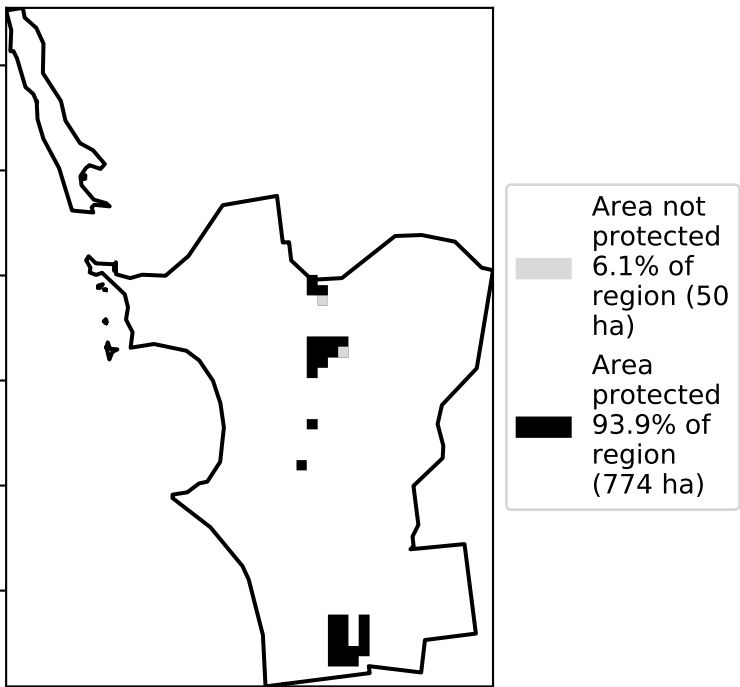 Area not
protected
6.1% of
region (50
ha)
Area
protected
93.9% of
region
(774 ha)